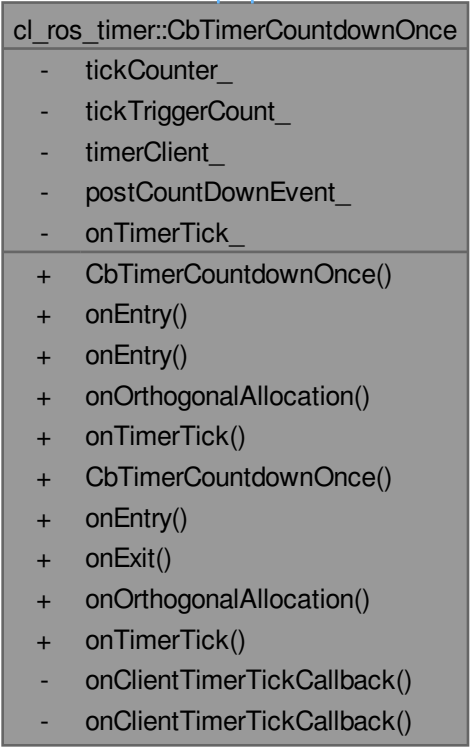 cl_ros_timer::CbTimerCountdownOnce
- tickCounter_
- tickTriggerCount_
- timerClient_
- postCountDownEvent_
- onTimerTick_
+ CbTimerCountdownOnce()
+ onEntry()
+ onEntry()
+ onOrthogonalAllocation()
+ onTimerTick()
+ CbTimerCountdownOnce()
+ onEntry()
+ onExit()
+ onOrthogonalAllocation()
+ onTimerTick()
- onClientTimerTickCallback()
- onClientTimerTickCallback()